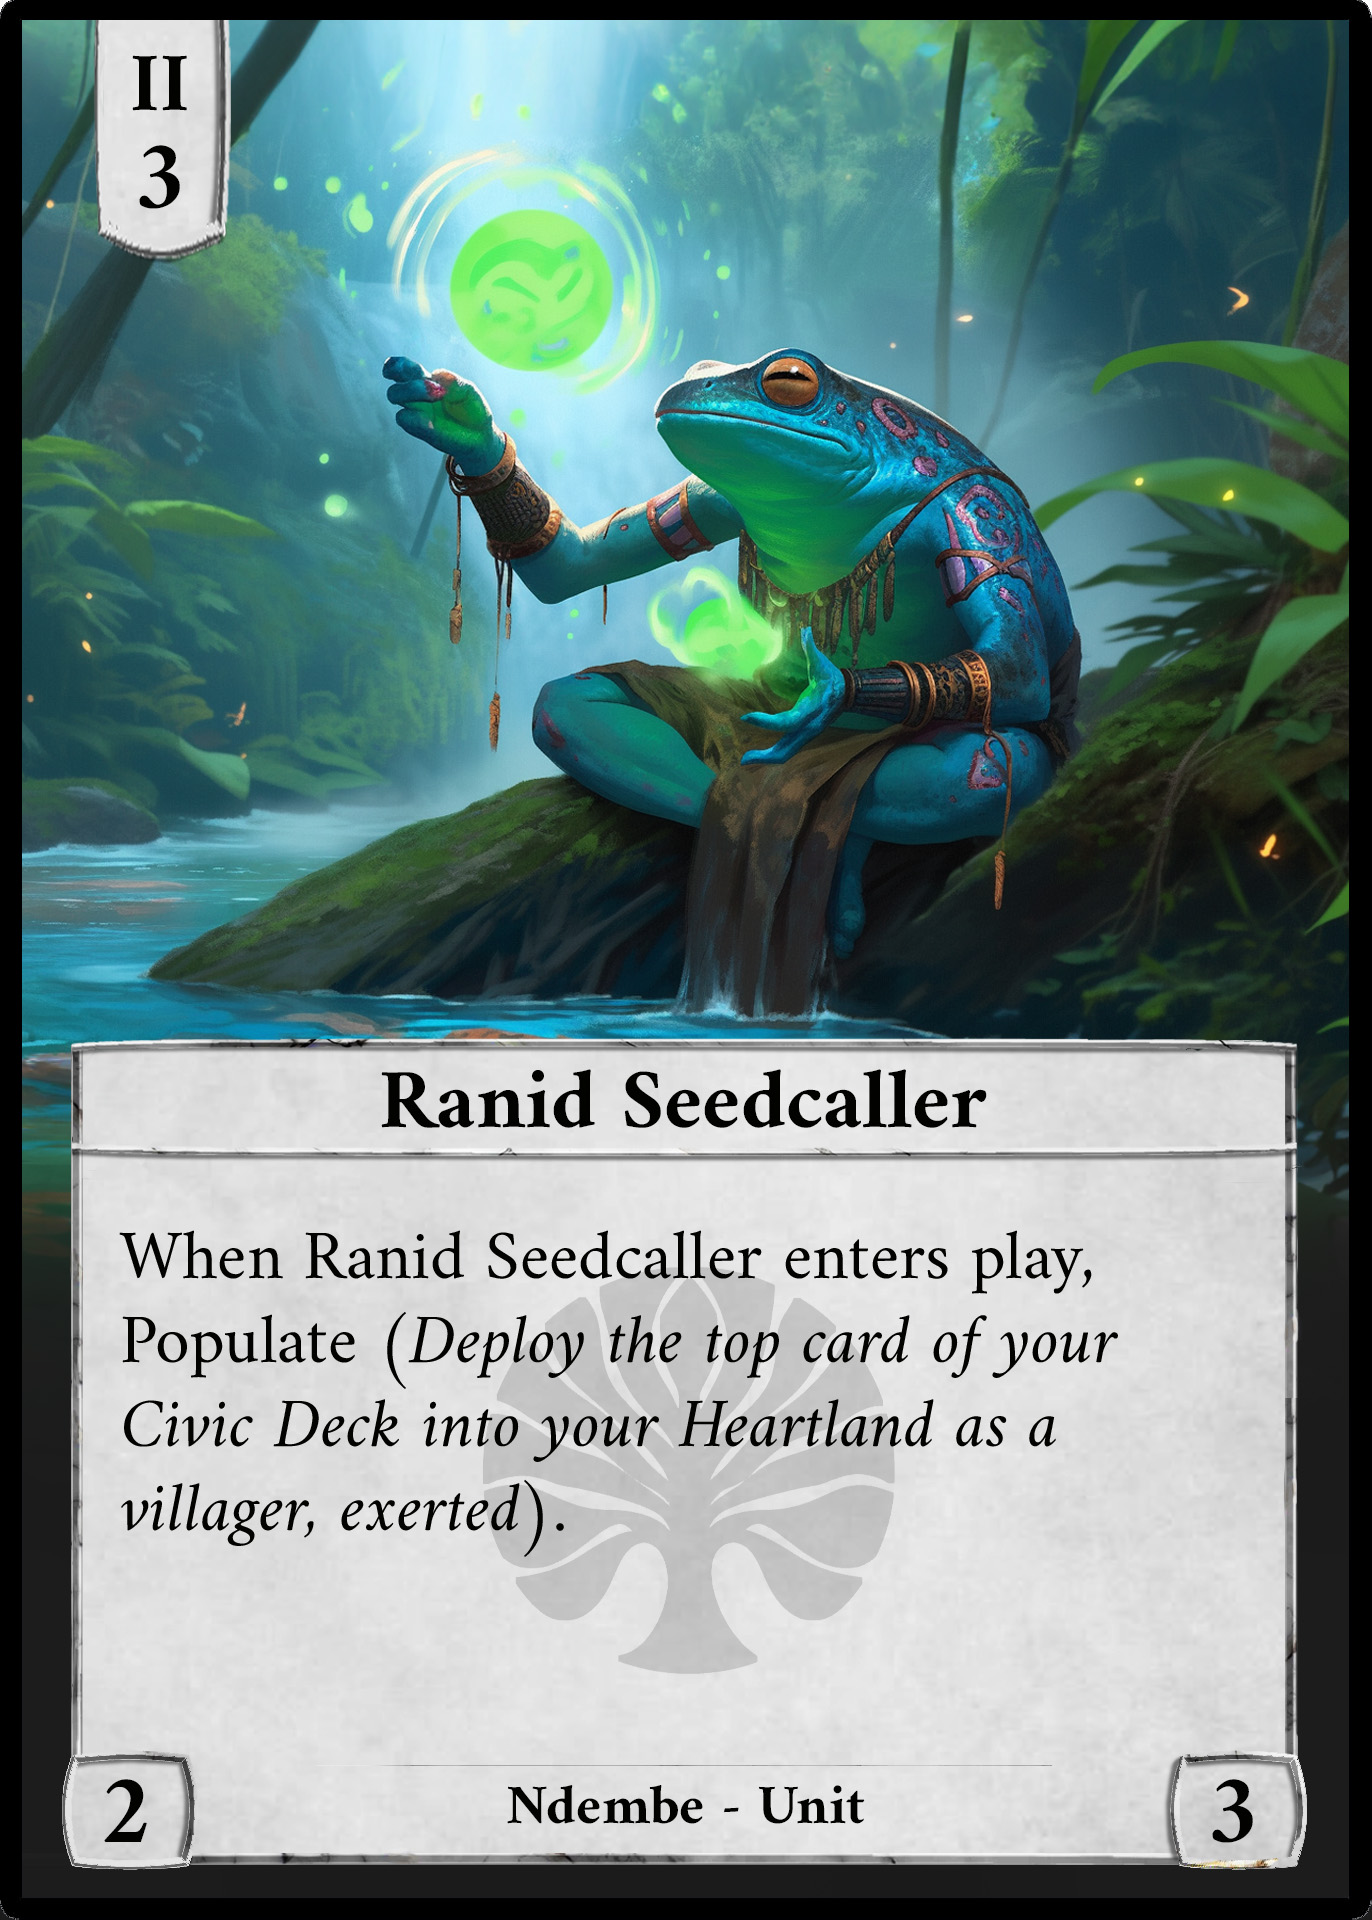 II
3
Ranid Seedcaller
When Ranid Seedcaller enters play,
Populate (Deploy the top card of your
Civic Deck into your Heartland as a
villager, exerted).
2
Ndembe - Unit
3